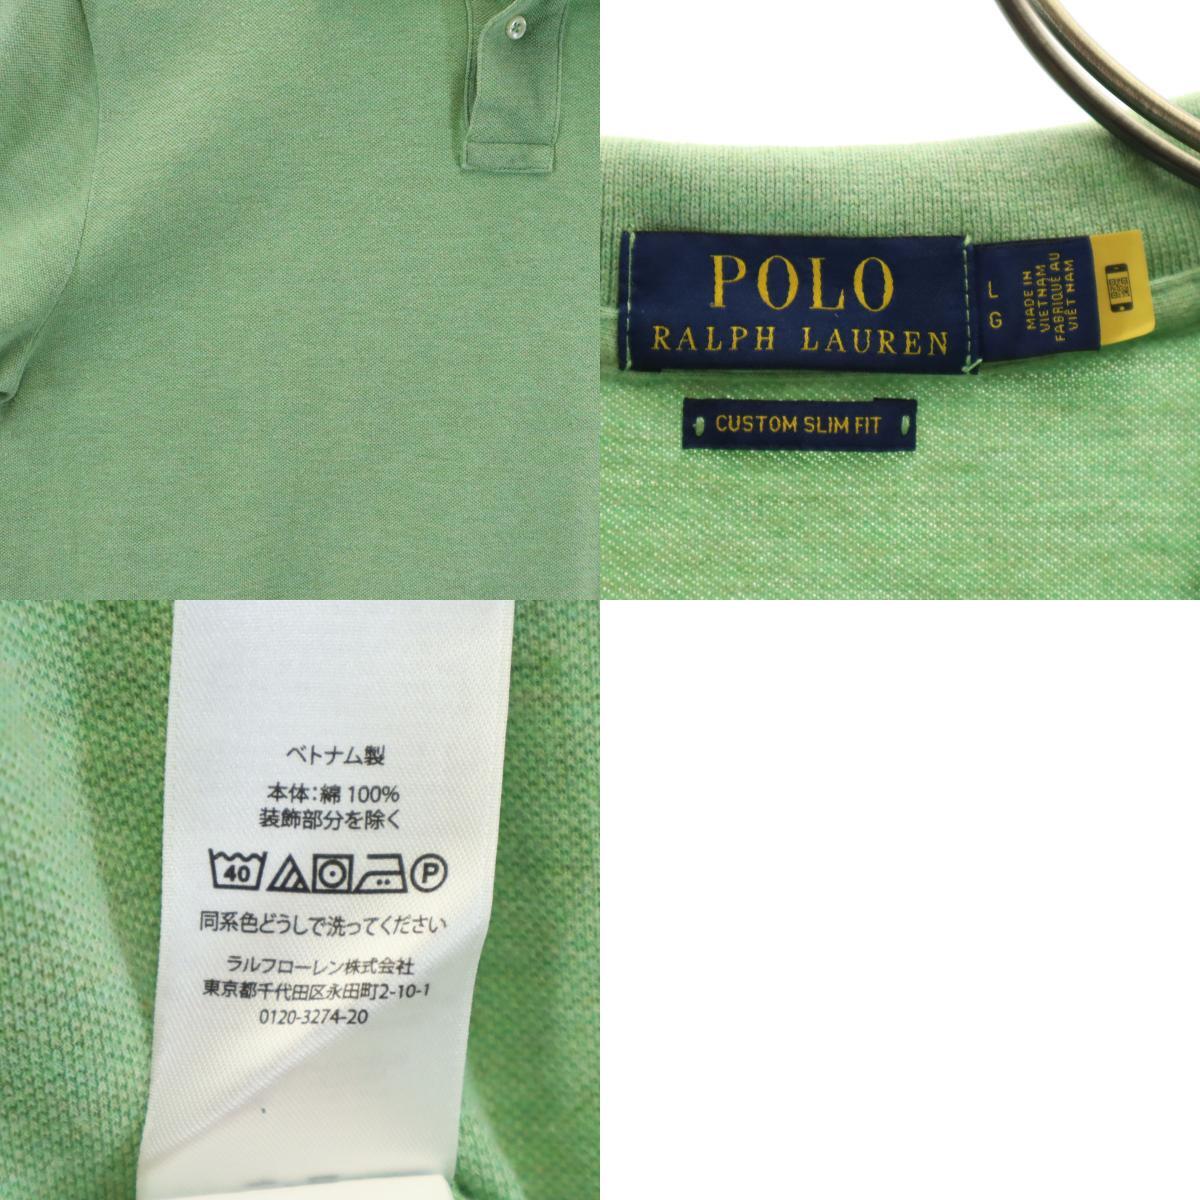 POLO
RALPH LAUREN
L
G
MADE IN
VIETNAM
FABRIQUÉ AU
VIÊT NAM
CUSTOM SLIM FIT
ベトナム製
本体：綿 100%
装飾部分を除く
40
P
同系色どうしで洗ってください
ラルフローレン株式会社
東京都千代田区永田町2-10-1
0120-3274-20